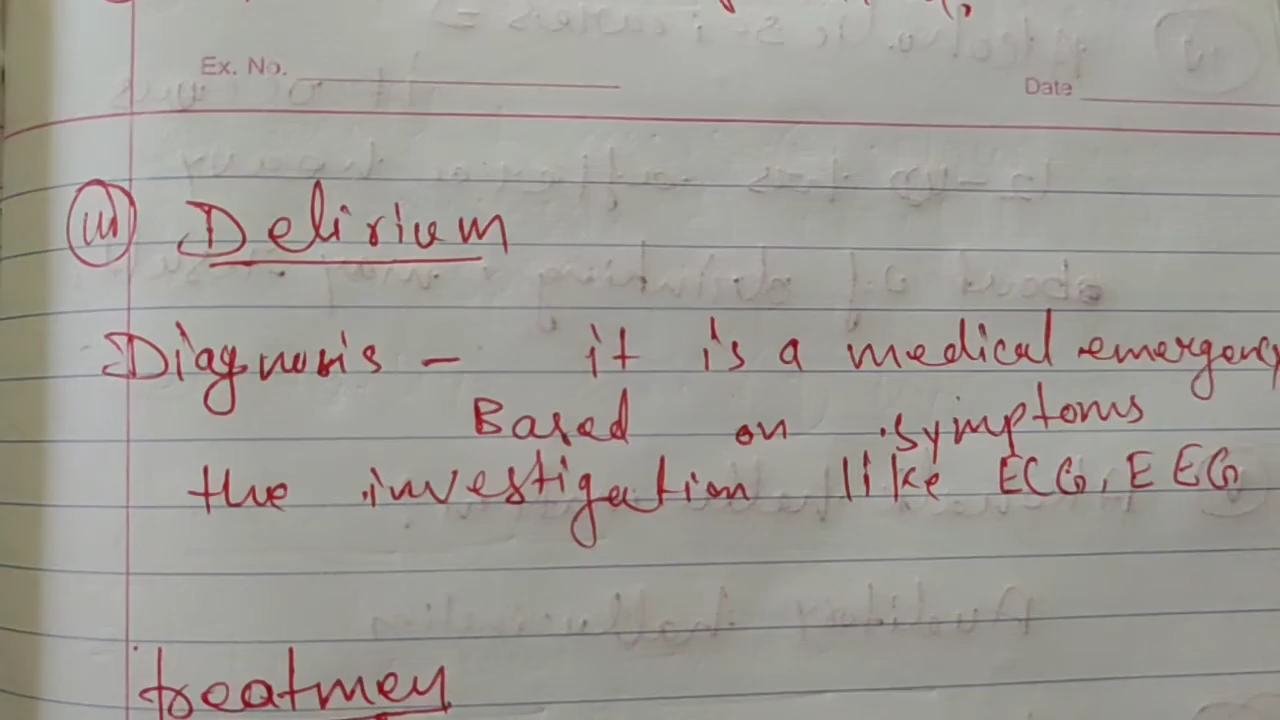 Ex. No.
Date
(iii) Delirium
Diagnosis - it is a medical emergency
Based on symptoms
the investigation like ECG, EEG
treatmen